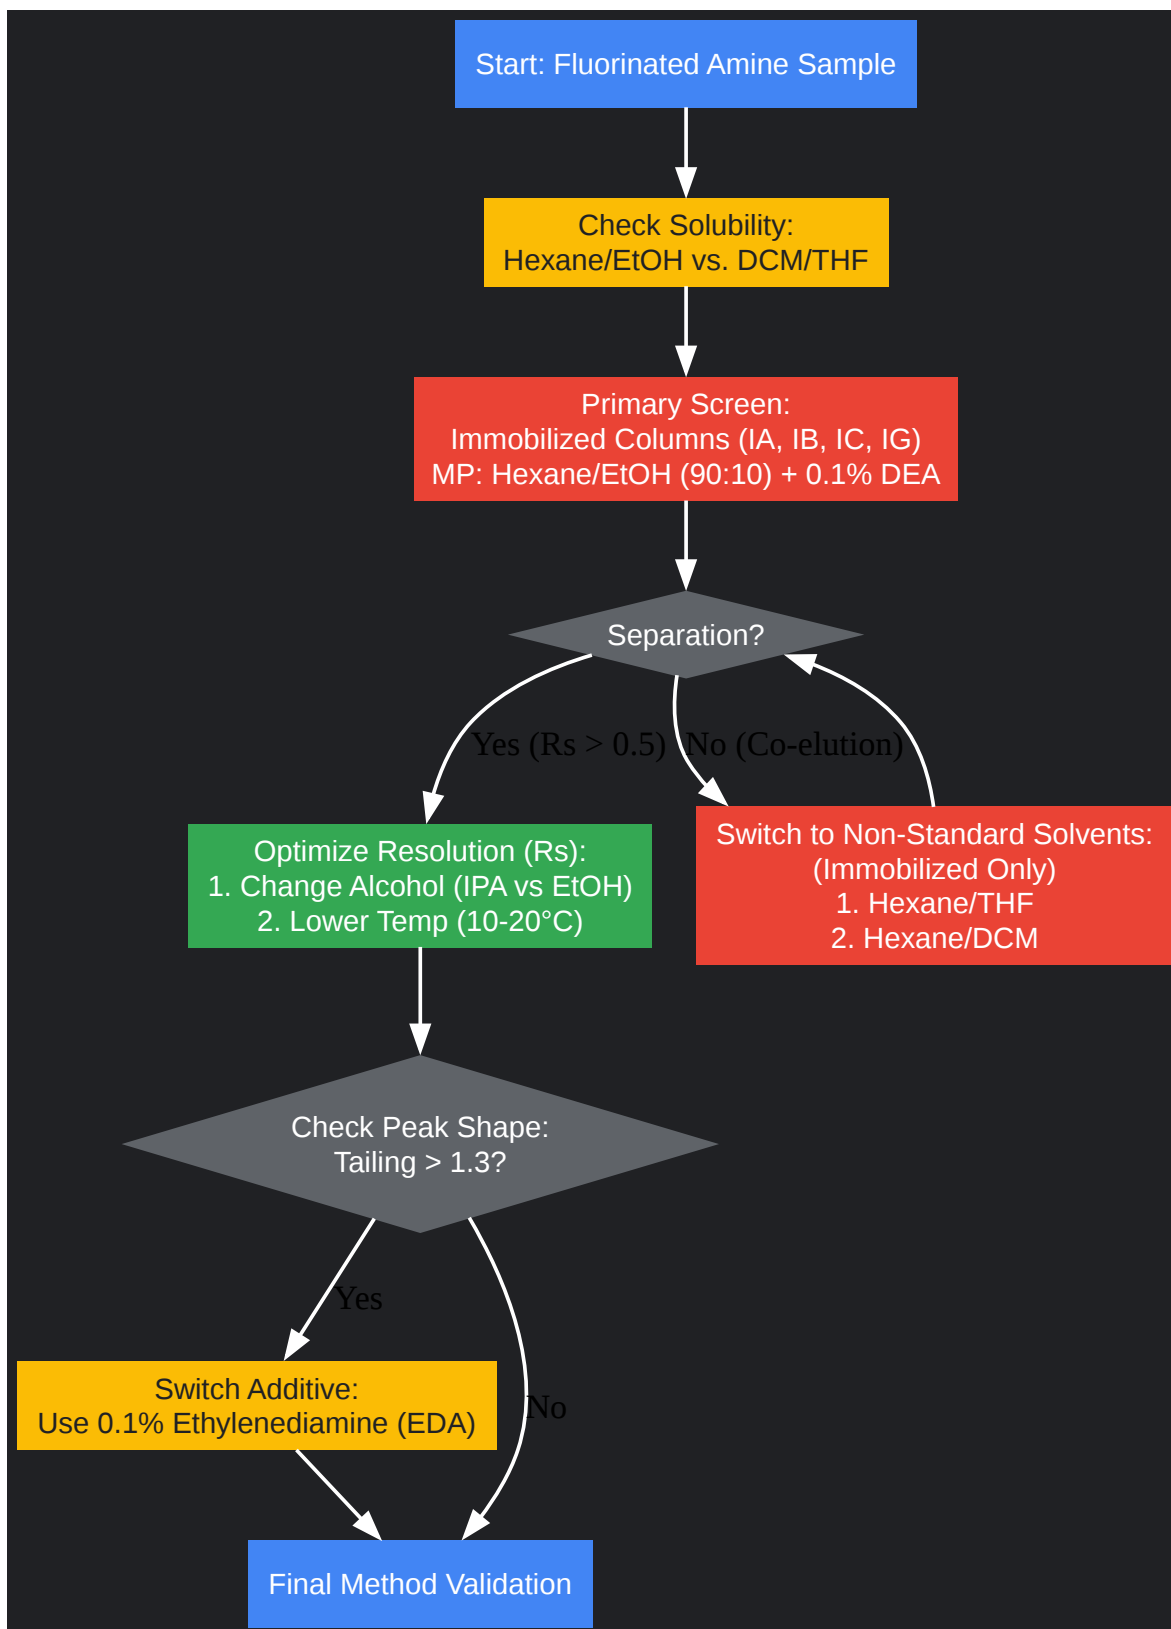 Start: Fluorinated Amine Sample
Check Solubility:
Hexane/EtOH vs. DCM/THF
Primary Screen:
Immobilized Columns (IA, IB, IC, IG)
MP: Hexane/EtOH (90:10) + 0.1% DEA
Separation?
Yes (Rs > 0.5)
No (Co-elution)
Optimize Resolution (Rs):
1. Change Alcohol (IPA vs EtOH)
2. Lower Temp (10-20°C)
Switch to Non-Standard Solvents:
(Immobilized Only)
1. Hexane/THF
2. Hexane/DCM
Check Peak Shape:
Tailing > 1.3?
Yes
No
Switch Additive:
Use 0.1% Ethylenediamine (EDA)
Final Method Validation